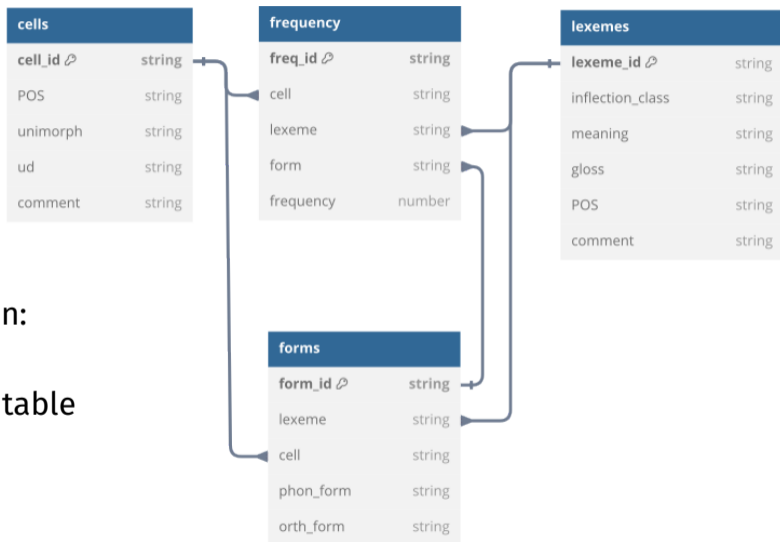 cells
cell_id string
POS string
unimorph string
ud string
comment string
frequency
freq_id string
cell string
lexeme string
form string
frequency number
lexemes
lexeme_id string
inflection_class string
meaning string
gloss string
POS string
comment string
n:
table
forms
form_id string
lexeme string
cell string
phon_form string
orth_form string